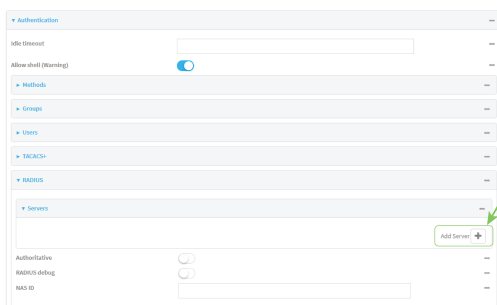 Authentication
Idle timeout
Allow shell (Warning)
Methods
Groups
Users
TACACS+
RADIUS
Servers
Add Server
Authoritative
RADIUS debug
NAS ID